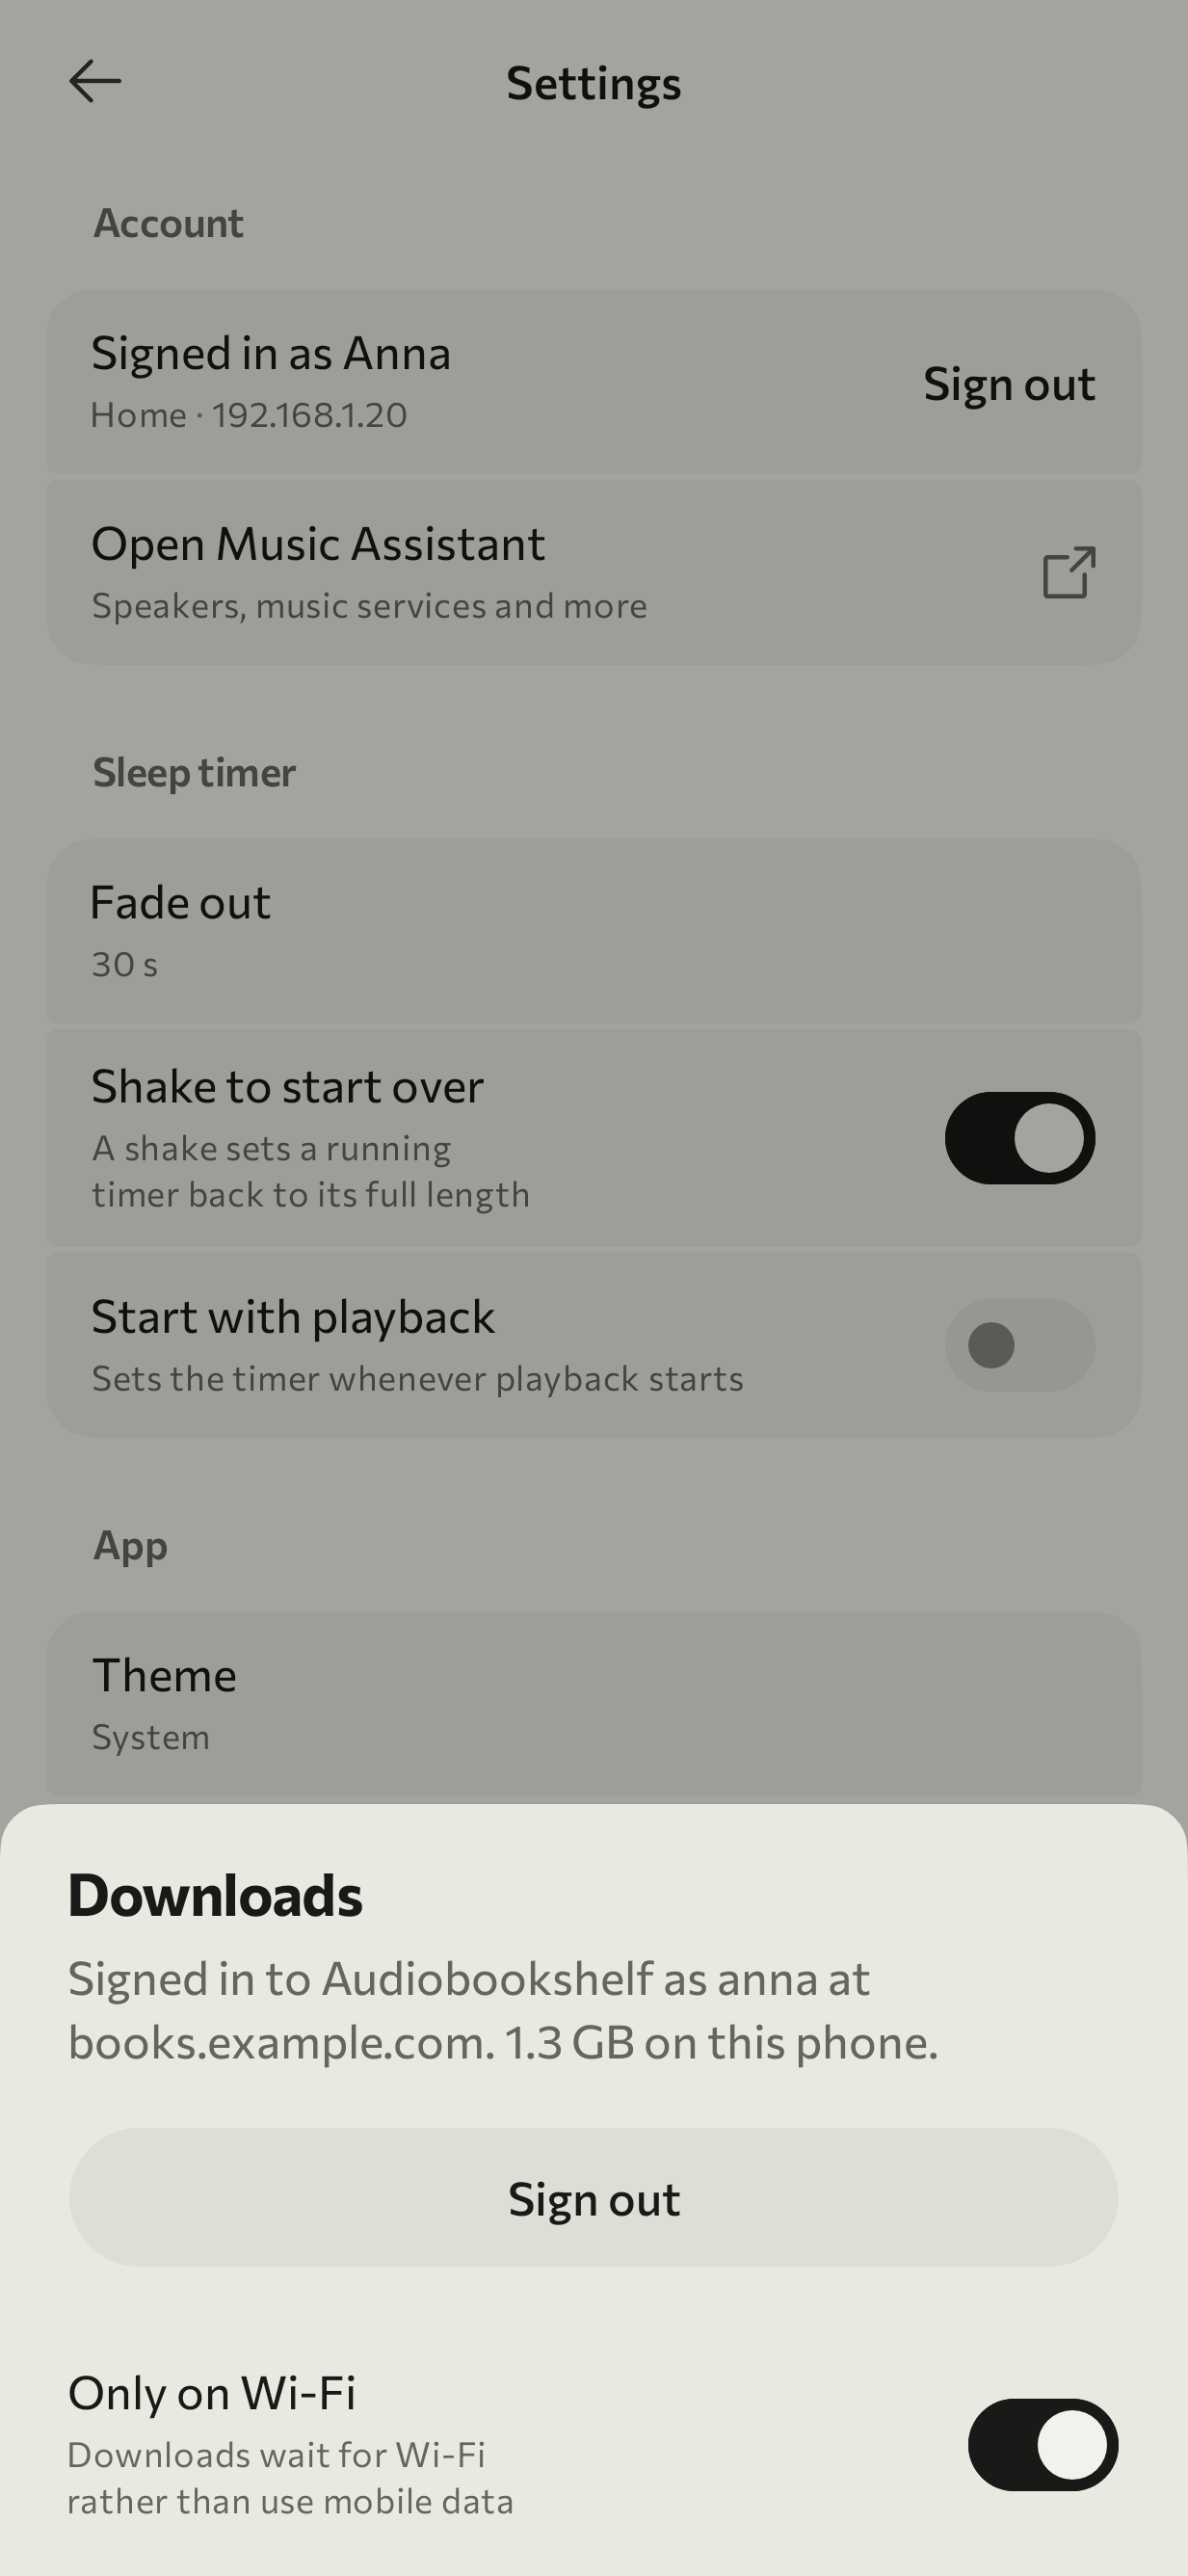 Settings
Account
Signed in as Anna
Home · 192.168.1.20
Sign out
Open Music Assistant
Speakers, music services and more
Sleep timer
Fade out
30 s
Shake to start over
A shake sets a running
timer back to its full length
Start with playback
Sets the timer whenever playback starts
App
Theme
System
Downloads
Signed in to Audiobookshelf as anna at
books.example.com. 1.3 GB on this phone.
Sign out
Only on Wi-Fi
Downloads wait for Wi-Fi
rather than use mobile data